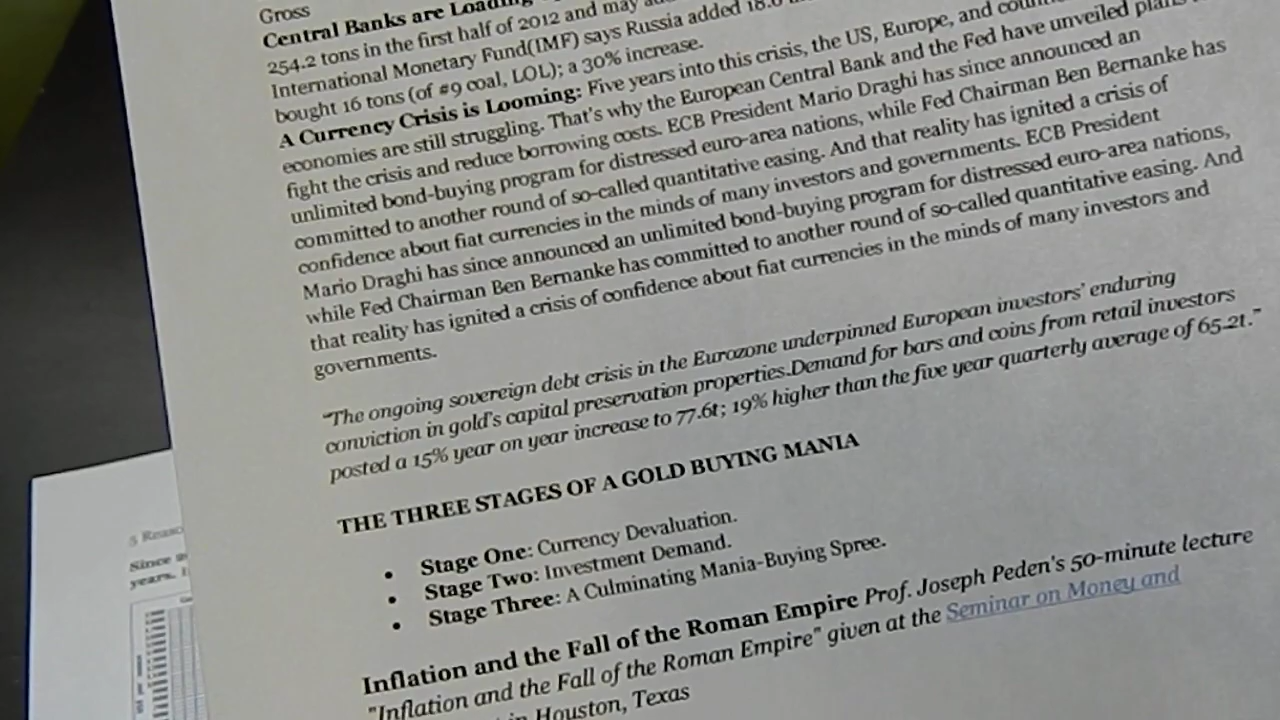 Gross
Central Banks are Loading
254.2 tons in the first half of 2012 and may
International Monetary Fund(IMF) says Russia added 18.6
bought 16 tons (of #9 coal, LOL); a 30% increase.
A Currency Crisis is Looming: Five years into this crisis, the US, Europe, and
economies are still struggling. That's why the European Central Bank and the Fed have unveiled plans
fight the crisis and reduce borrowing costs. ECB President Mario Draghi has since announced an
unlimited bond-buying program for distressed euro-area nations, while Fed Chairman Ben Bernanke has
committed to another round of so-called quantitative easing. And that reality has ignited a crisis of
confidence about fiat currencies in the minds of many investors and governments. ECB President
Mario Draghi has since announced an unlimited bond-buying program for distressed euro-area nations,
while Fed Chairman Ben Bernanke has committed to another round of so-called quantitative easing. And
that reality has ignited a crisis of confidence about fiat currencies in the minds of many investors and
governments.
"The ongoing sovereign debt crisis in the Eurozone underpinned European investors' enduring
conviction in gold's capital preservation properties.Demand for bars and coins from retail investors
posted a 15% year on year increase to 77.6t; 19% higher than the five year quarterly average of 65.2t."
THE THREE STAGES OF A GOLD BUYING MANIA
• Stage One: Currency Devaluation.
• Stage Two: Investment Demand.
• Stage Three: A Culminating Mania-Buying Spree.
Inflation and the Fall of the Roman Empire Prof. Joseph Peden's 50-minute lecture
"Inflation and the Fall of the Roman Empire" given at the Seminar on Money and
in Houston, Texas
5
Since
years.